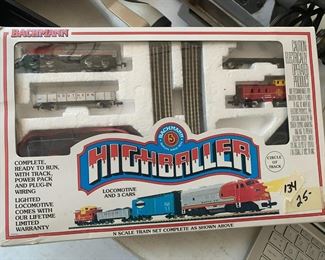 BACHMANN
CAUTION
BACHMANN
B
HIGHBALLER
COMPLETE,
READY TO RUN,
WITH TRACK,
POWER PACK
AND PLUG-IN
WIRING
LIGHTED
LOCOMOTIVE
COMES WITH
OUR LIFETIME
LIMITED
WARRANTY
LOCOMOTIVE
AND 3 CARS
CIRCLE OF
TRACK
134
25-
N SCALE TRAIN SET COMPLETE AS SHOWN ABOVE